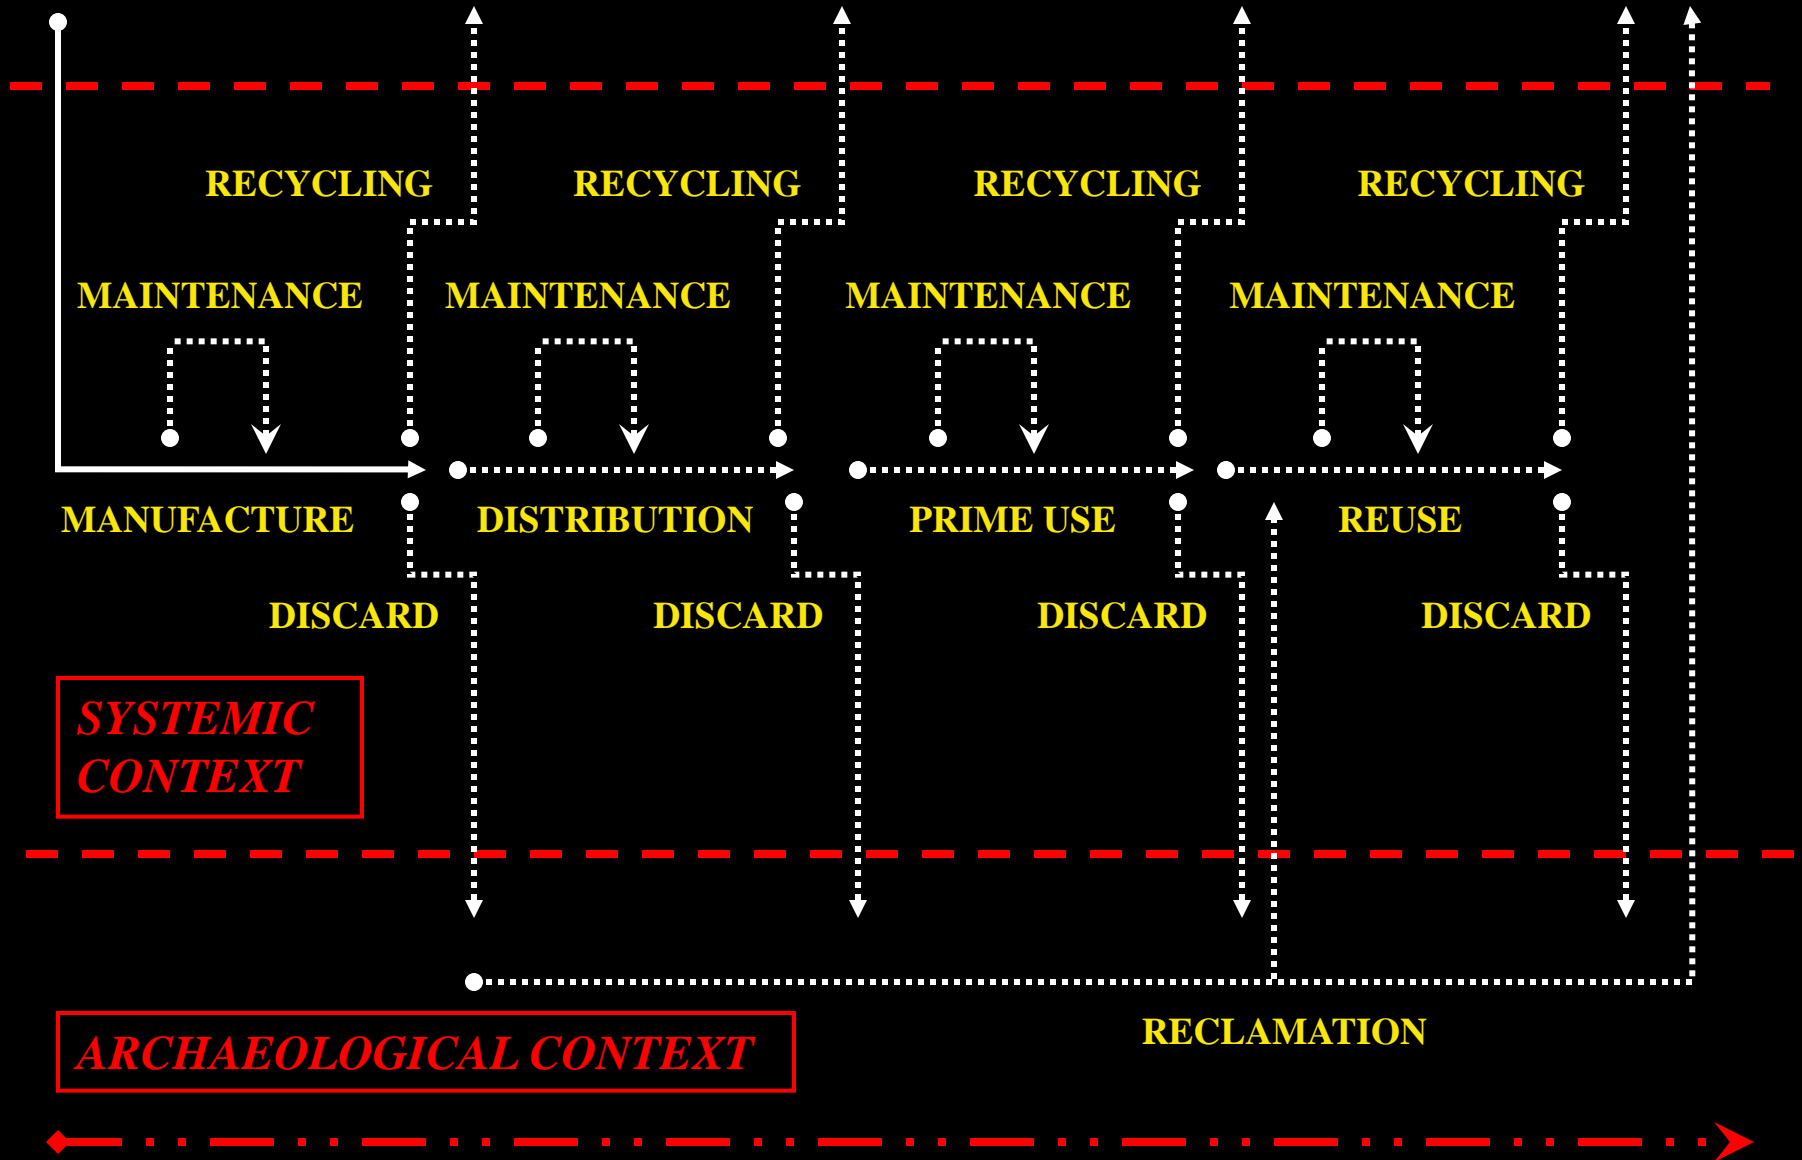 RECYCLING RECYCLING RECYCLING RECYCLING
MAINTENANCE MAINTENANCE MAINTENANCE MAINTENANCE
MANUFACTURE DISTRIBUTION PRIME USE REUSE
DISCARD DISCARD DISCARD DISCARD
SYSTEMIC
CONTEXT
RECLAMATION
ARCHAEOLOGICAL CONTEXT